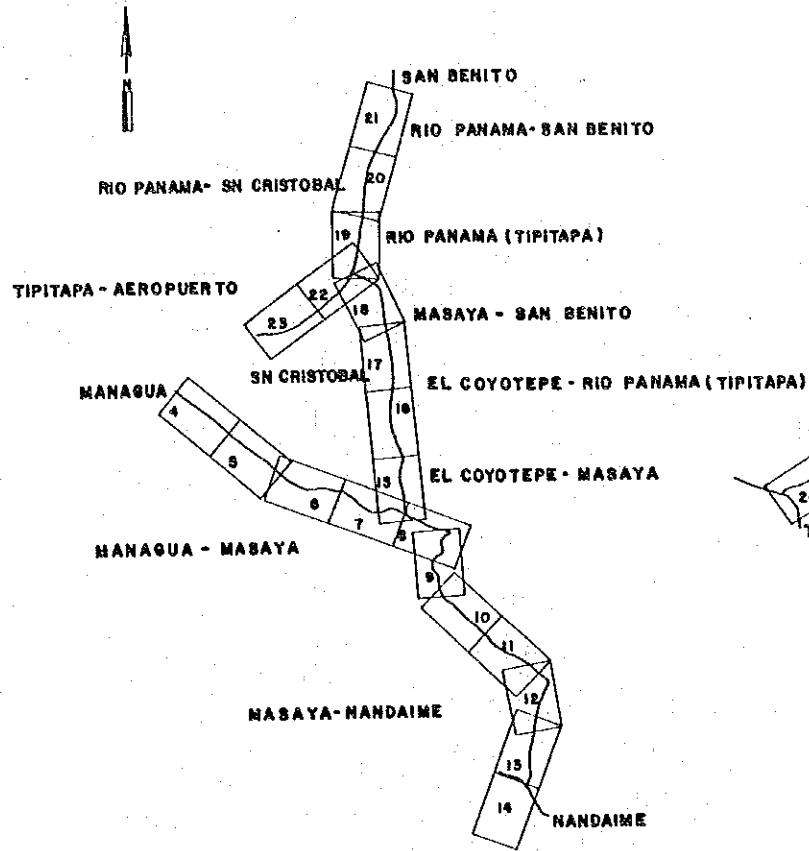 N
SAN BENITO
21
RIO PANAMA-SAN BENITO
20
RIO PANAMA- SN CRISTOBAL
19
RIO PANAMA (TIPITAPA)
TIPITAPA - AEROPUERTO
22
18
23
MASAYA - SAN BENITO
SN CRISTOBAL
17
EL COYOTEPE - RIO PANAMA (TIPITAPA)
MANAGUA
4
16
5
15
EL COYOTEPE - MASAYA
6
7
8
MANAGUA - MASAYA
9
10
11
12
MASAYA-NANDAIME
13
14
NANDAIME